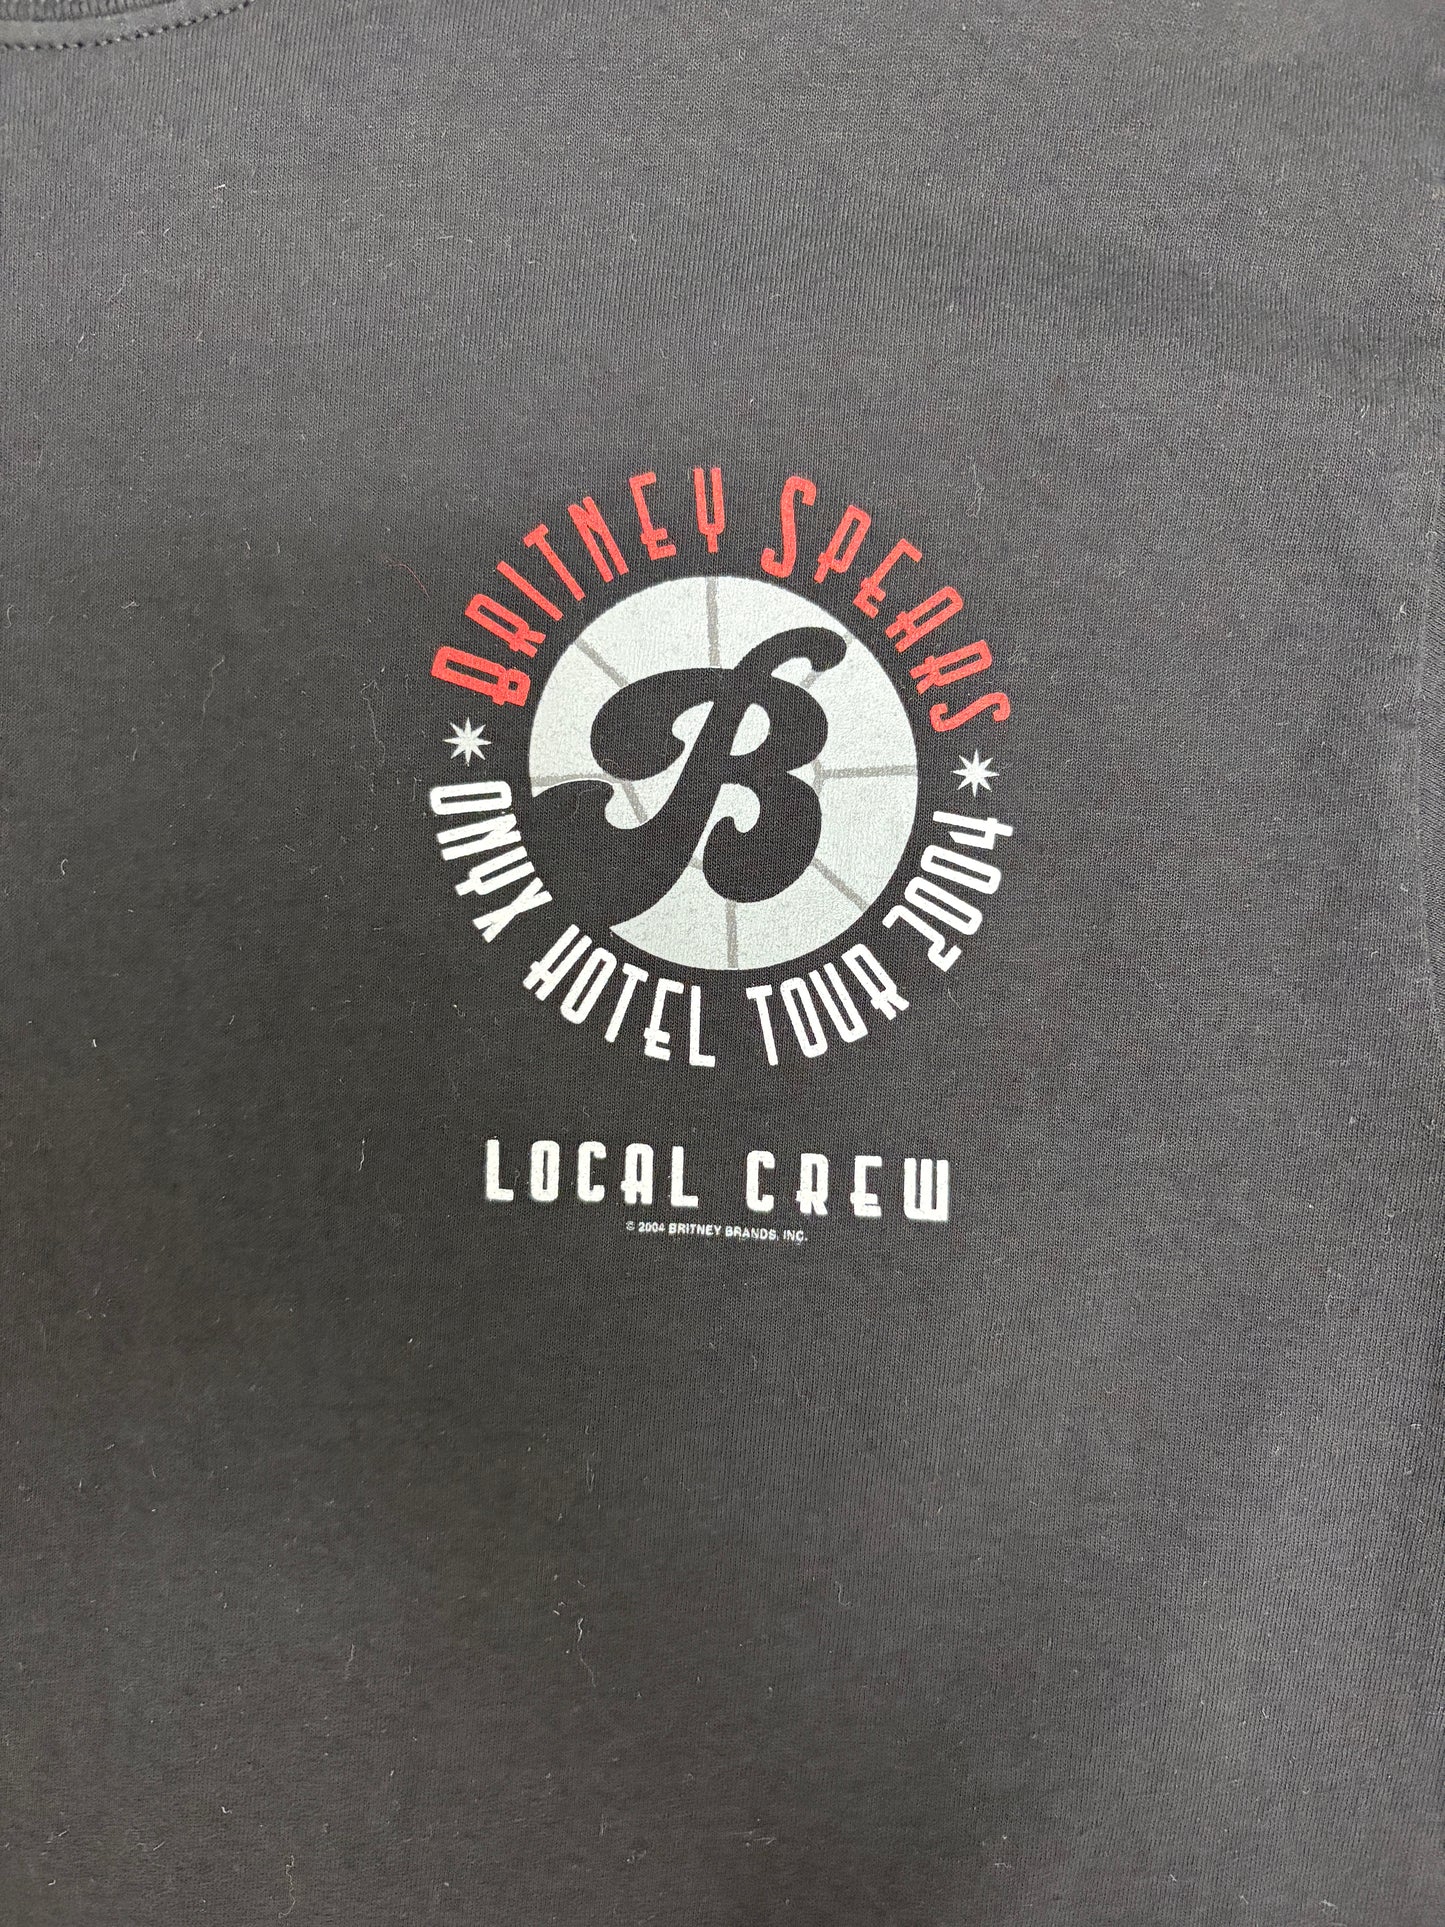 BRITNEY SPEARS
B
ONYX HOTEL TOUR 2004
LOCAL CREW
© 2004 BRITNEY BRANDS, INC.